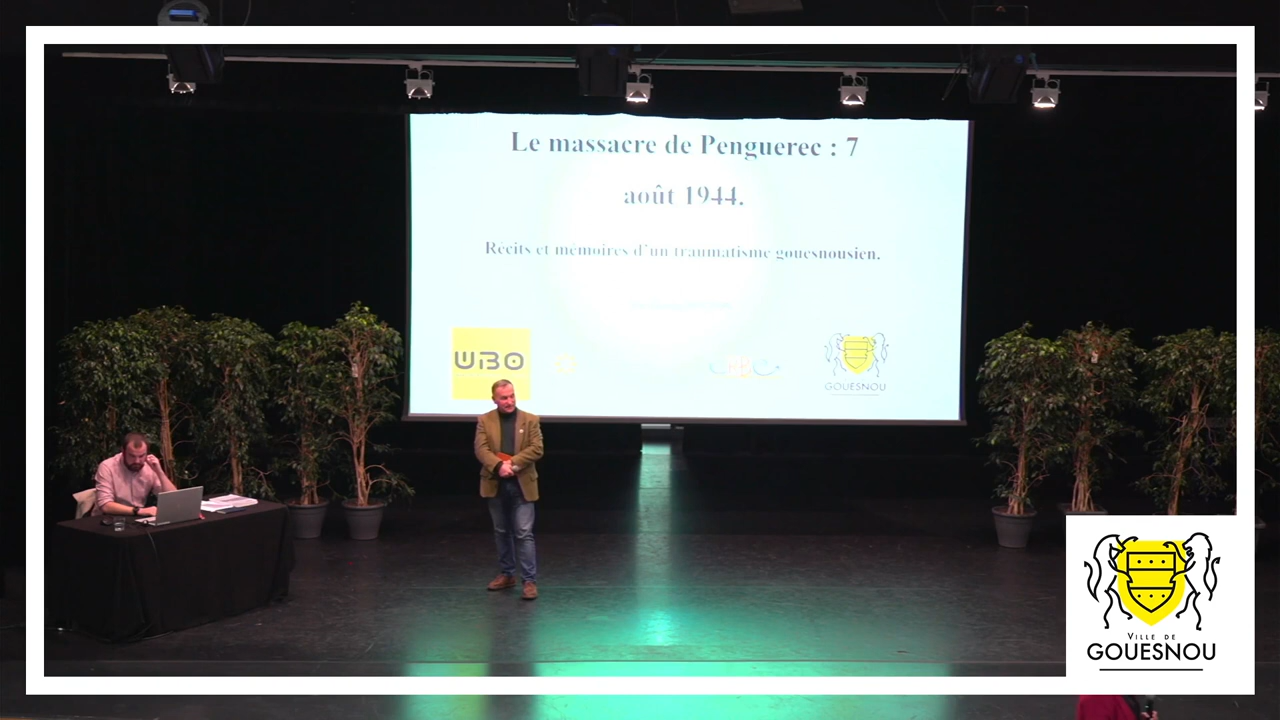 Le massacre de Penguerec : 7
août 1944.
Récits et mémoires d'un traumatisme gouesnousien.
UBO
GOUESNOU
VILLE DE
GOUESNOU